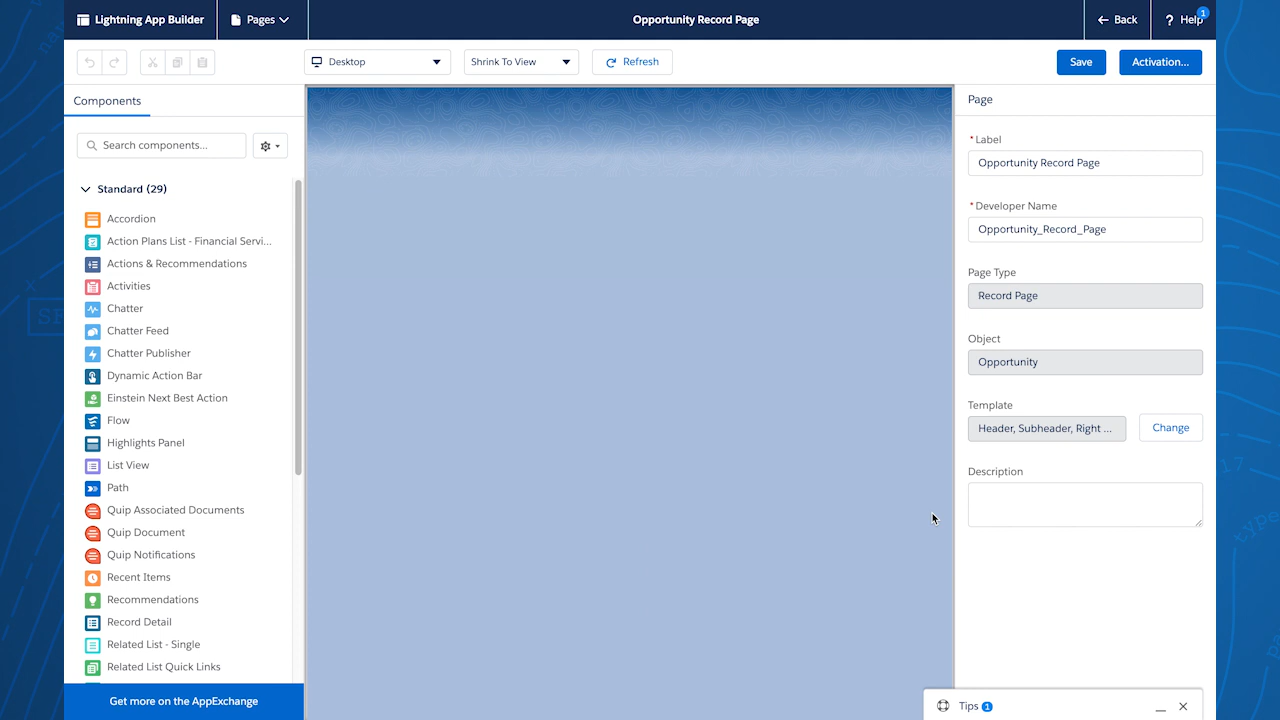 Lightning App Builder
Pages
Opportunity Record Page
Back
? Help
1
Desktop
Shrink To View
Refresh
Save
Activation...
Components
Search components...
Standard (29)
Accordion
Action Plans List - Financial Servi...
Actions & Recommendations
Activities
Chatter
Chatter Feed
Chatter Publisher
Dynamic Action Bar
Einstein Next Best Action
Flow
Highlights Panel
List View
Path
Quip Associated Documents
Quip Document
Quip Notifications
Recent Items
Recommendations
Record Detail
Related List - Single
Related List Quick Links
Get more on the AppExchange
Page
* Label
Opportunity Record Page
* Developer Name
Opportunity_Record_Page
Page Type
Record Page
Object
Opportunity
Template
Header, Subheader, Right ...
Change
Description
Tips 1